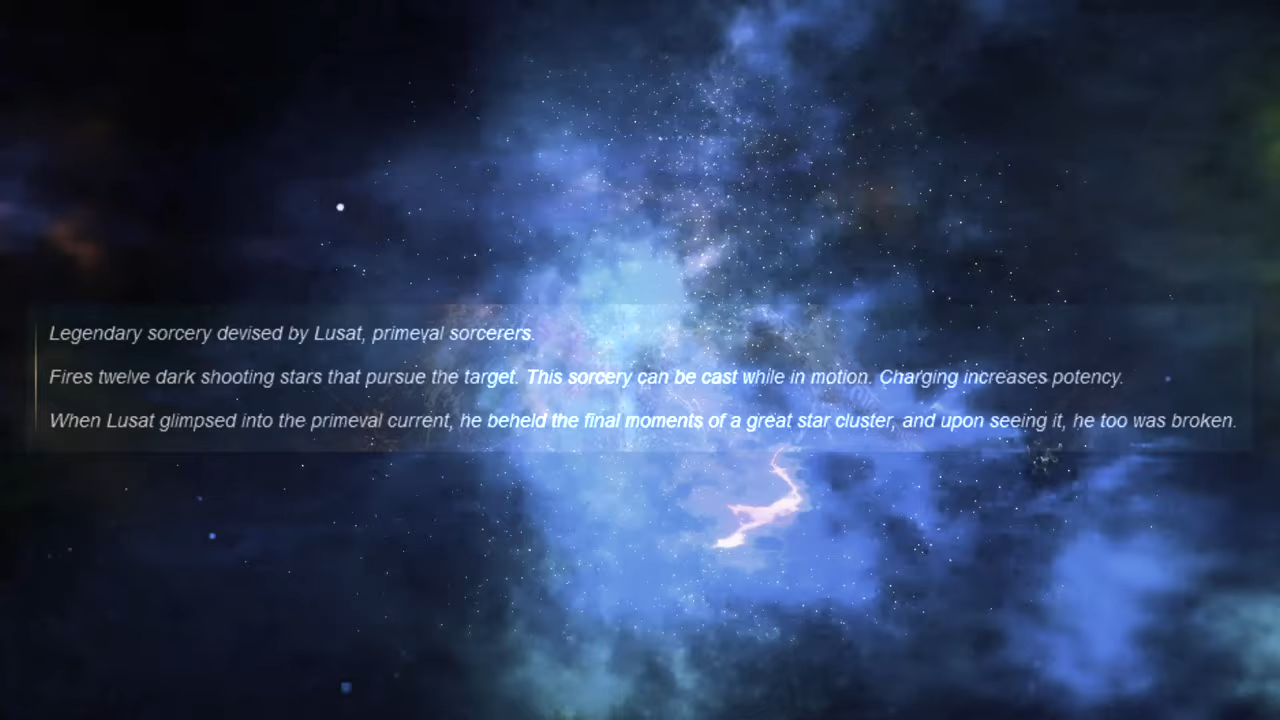 Legendary sorcery devised by Lusat, primeval sorcerers.
Fires twelve dark shooting stars that pursue the target. This sorcery can be cast while in motion. Charging increases potency.
When Lusat glimpsed into the primeval current, he beheld the final moments of a great star cluster, and upon seeing it, he too was broken.